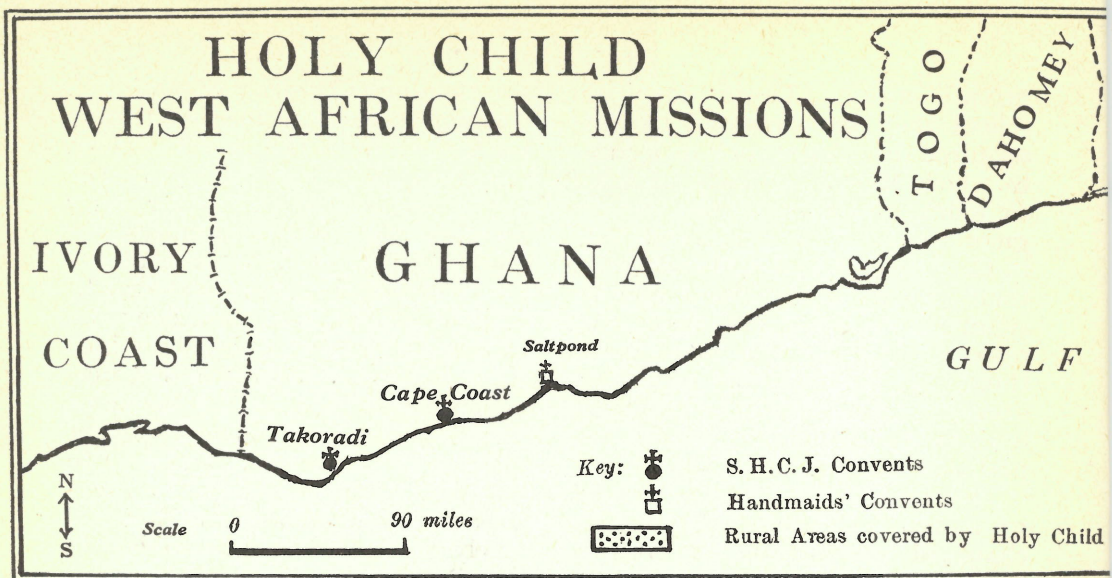 HOLY CHILD
WEST AFRICAN MISSIONS
TOGO
DAHOMEY
IVORY
COAST
GHANA
GULF
Saltpond
Cape Coast
Takoradi
N
S
Scale 0 90 miles
Key: S.H.C.J. Convents
Handmaids' Convents
Rural Areas covered by Holy Child